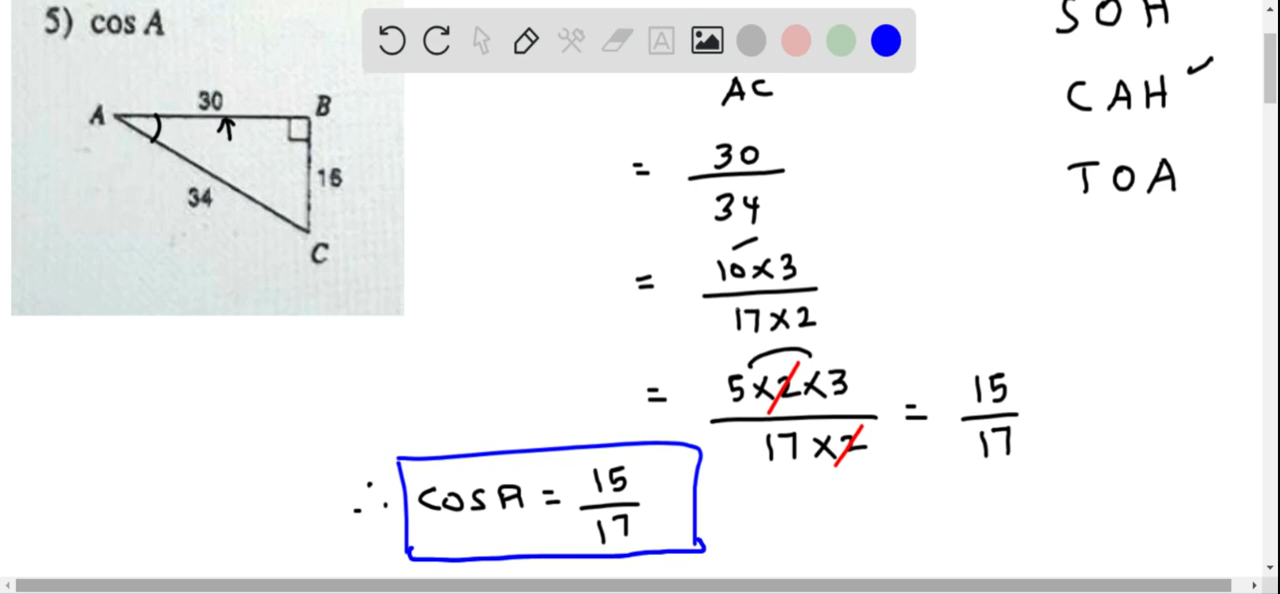 5) cos A
A
30
B
16
34
C
AC
= 30
34
= 10×3
17×2
= 5×2×3 = 15
17×2 17
∴ COSA = 15
17
SOH
CAH ✓
TOA
A